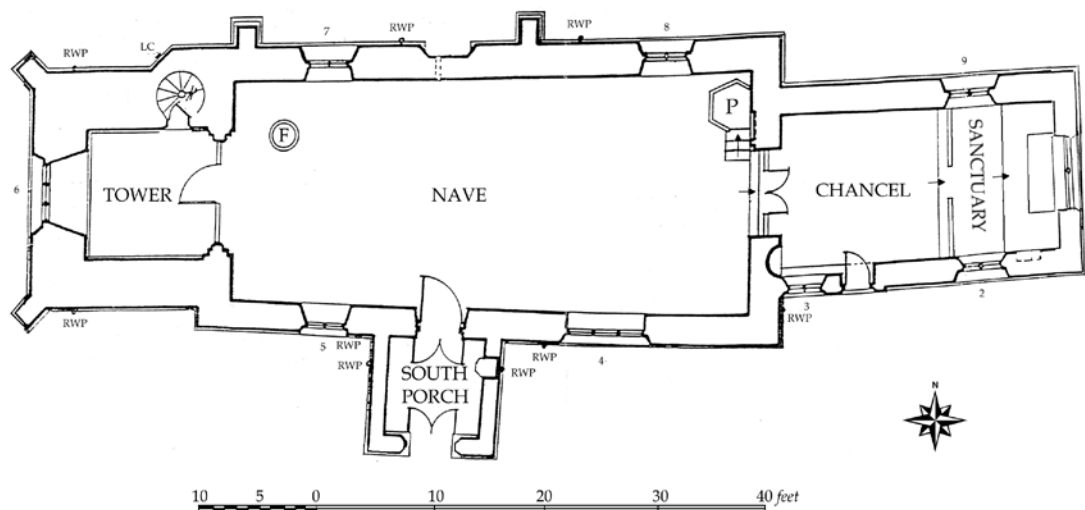 7
RWP
RWP
8
RWP
LC
9
P
F
6
TOWER
NAVE
CHANCEL
SANCTUARY
5
RWP
RWP
SOUTH
PORCH
RWP
RWP
4
3
RWP
2
RWP
N
10 5 0 10 20 30 40 feet